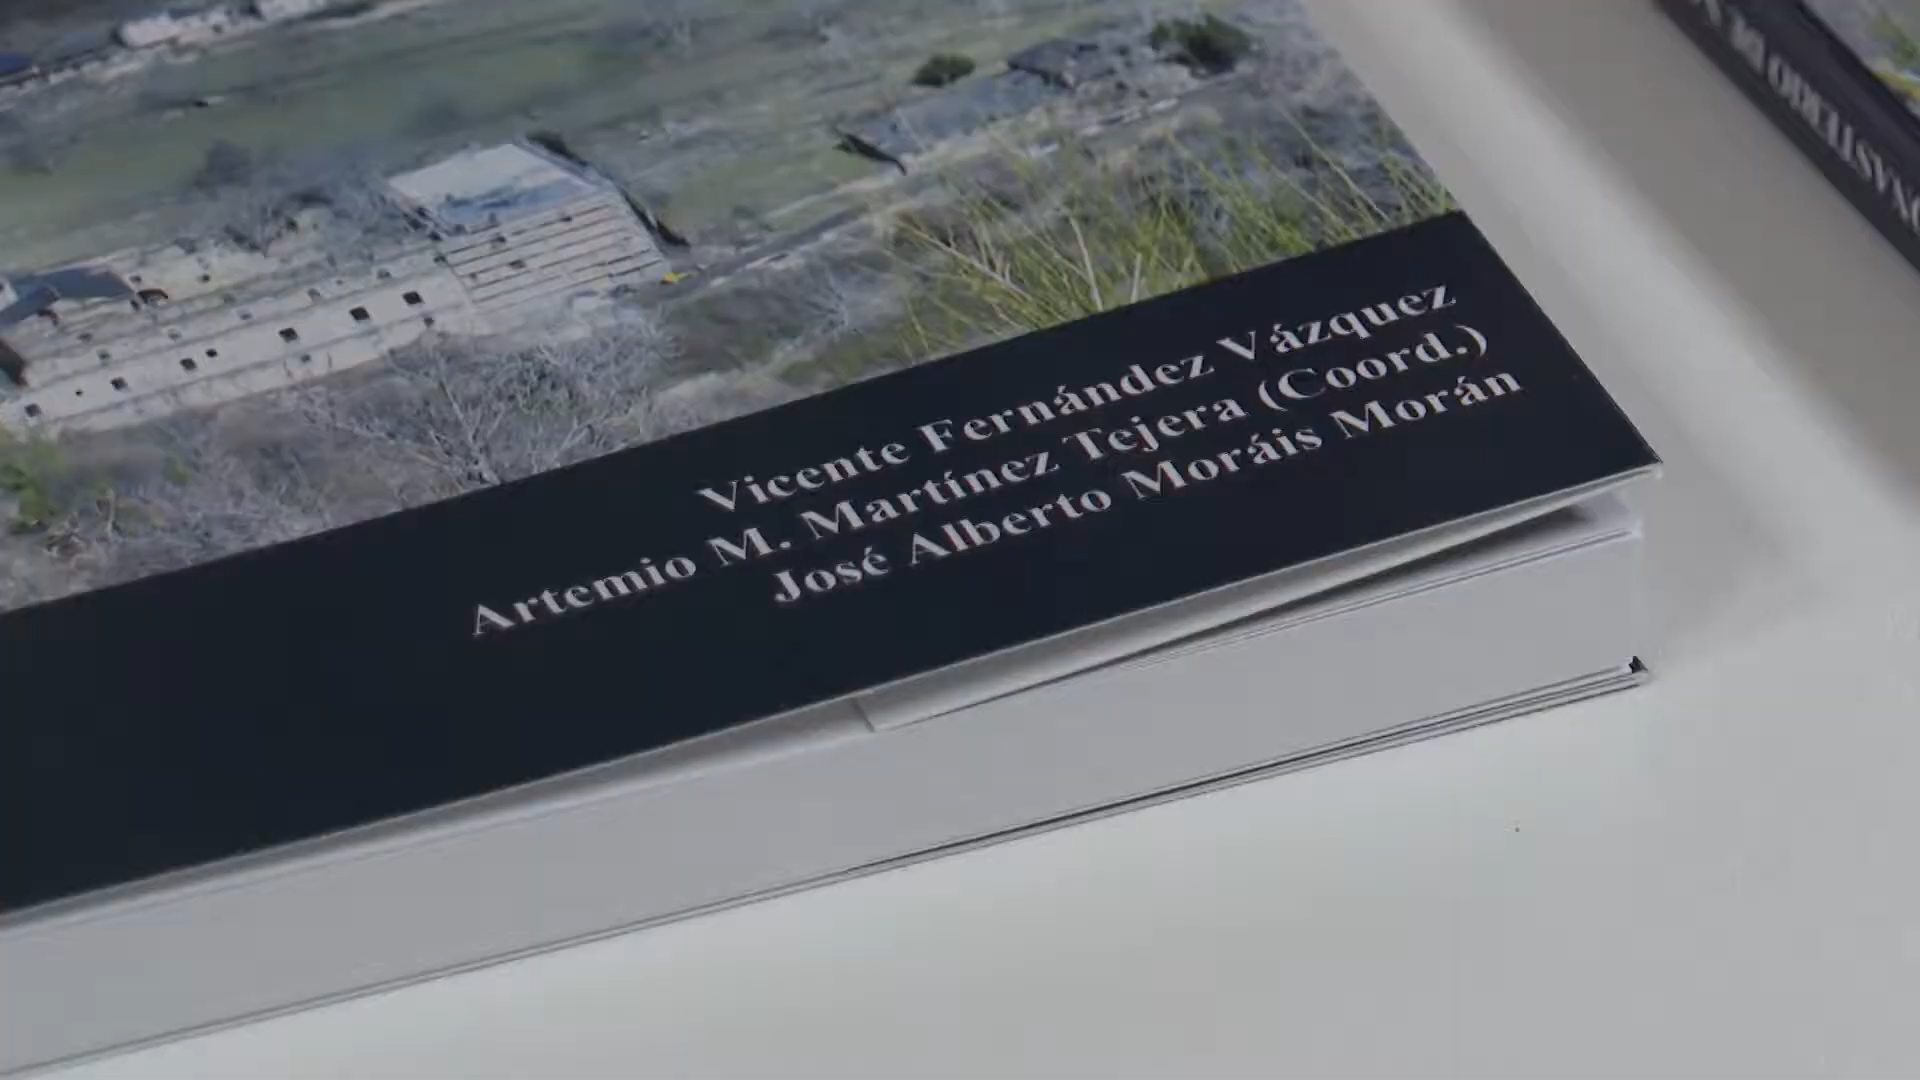 Vicente Fernández Vázquez
Artemio M. Martínez Tejera (Coord.)
José Alberto Moráis Morán